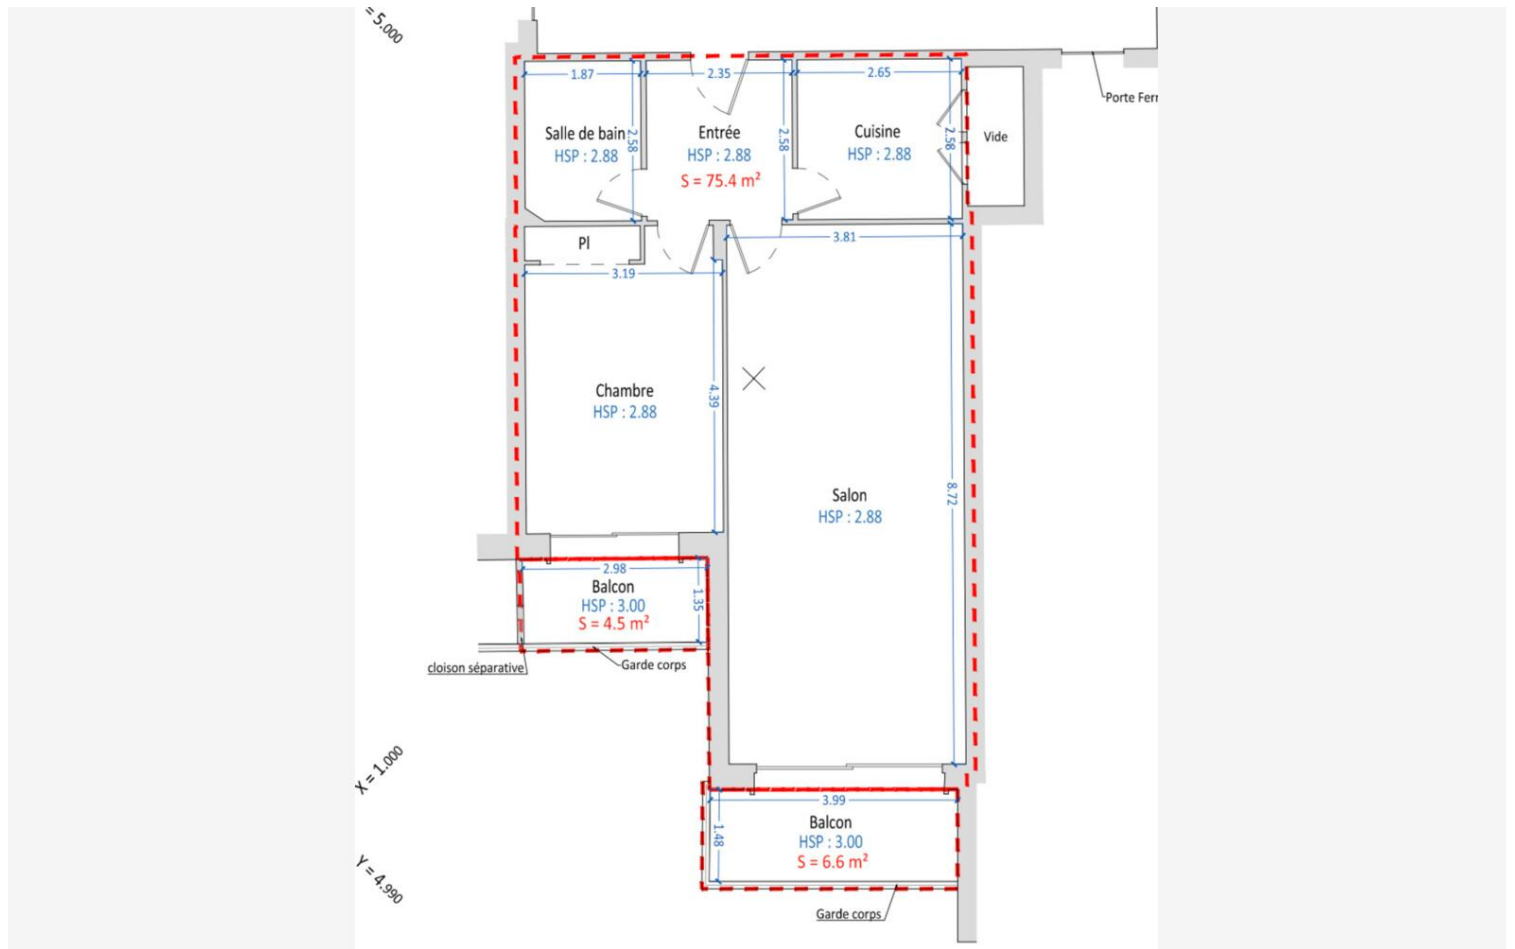 = 5.000
1.87
2.35
2.65
Porte Ferr
Salle de bain
HSP : 2.88
2.58
Entrée
HSP : 2.88
S = 75.4 m²
2.58
Cuisine
HSP : 2.88
2.58
Vide
Pl
3.19
3.81
Chambre
HSP : 2.88
4.39
Salon
HSP : 2.88
8.72
2.98
Balcon
HSP : 3.00
S = 4.5 m²
1.35
cloison séparative
Garde corps
X = 1.000
3.99
Balcon
HSP : 3.00
S = 6.6 m²
1.48
Y = 4.990
Garde corps